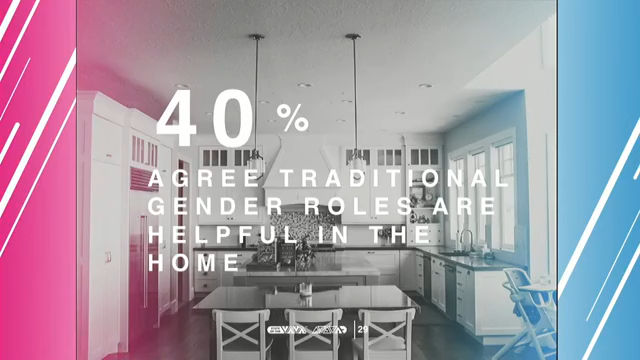 40%
AGREE TRADITIONAL
GENDER ROLES ARE
HELPFUL IN THE
HOME
29